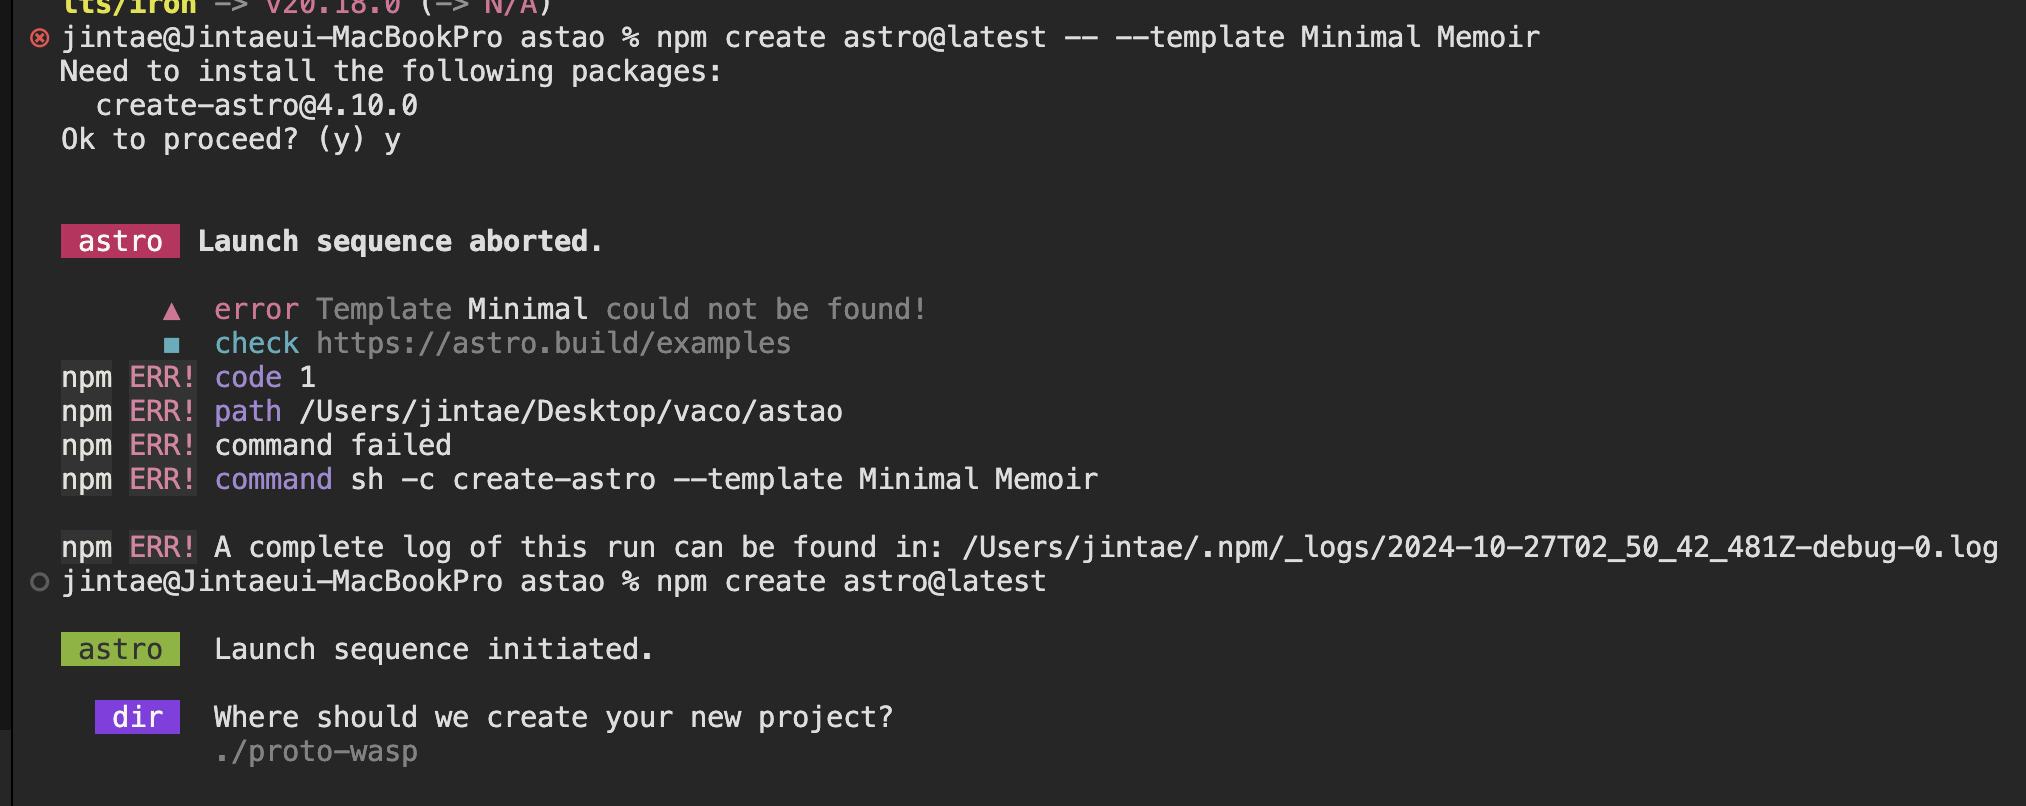 lts/iron -> v20.18.0 (-> N/A)
jintae@Jintaeui-MacBookPro astao % npm create astro@latest -- --template Minimal Memoir
Need to install the following packages:
  create-astro@4.10.0
Ok to proceed? (y) y
astro Launch sequence aborted.
▲ error Template Minimal could not be found!
■ check https://astro.build/examples
npm ERR! code 1
npm ERR! path /Users/jintae/Desktop/vaco/astao
npm ERR! command failed
npm ERR! command sh -c create-astro --template Minimal Memoir
npm ERR! A complete log of this run can be found in: /Users/jintae/.npm/_logs/2024-10-27T02_50_42_481Z-debug-0.log
jintae@Jintaeui-MacBookPro astao % npm create astro@latest
astro Launch sequence initiated.
dir Where should we create your new project?
./proto-wasp